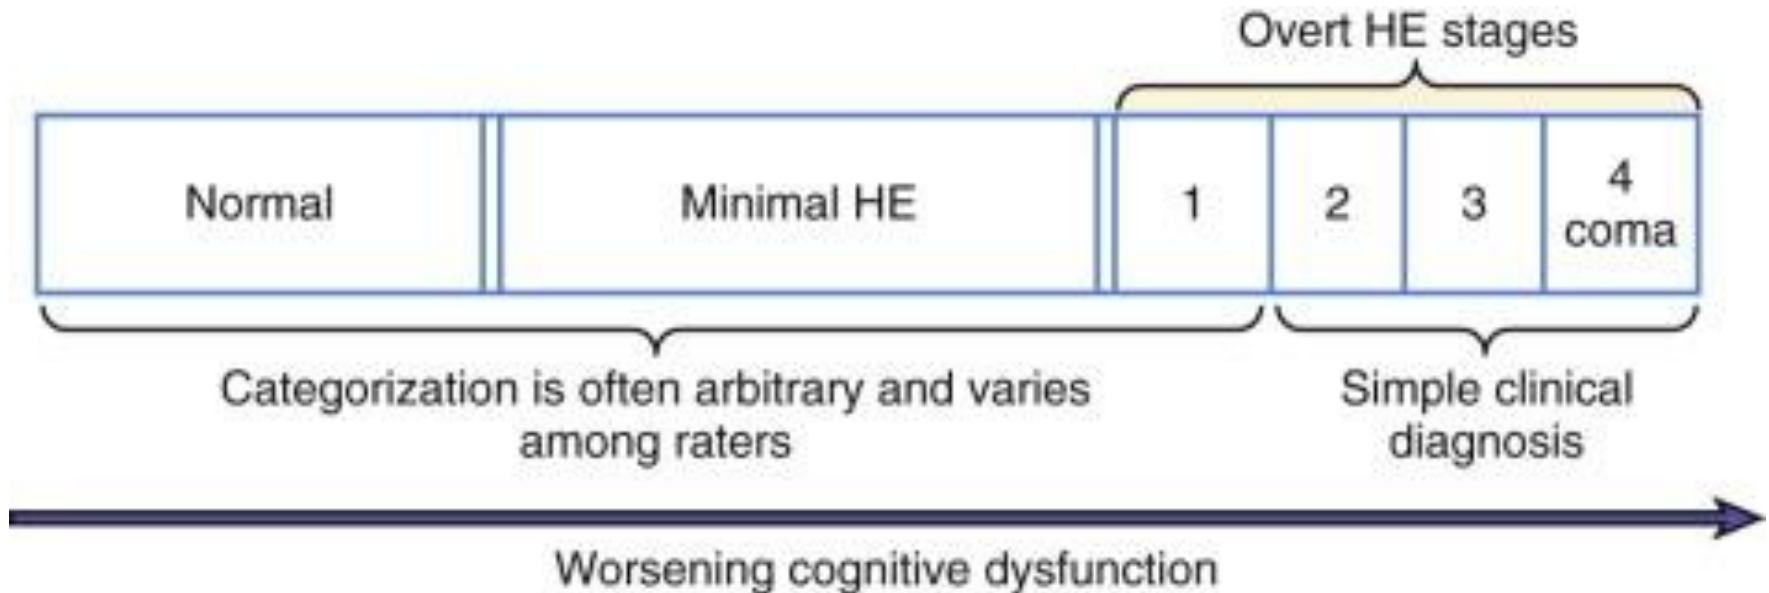 Overt HE stages
Normal
Minimal HE
1
2
3
4
coma
Categorization is often arbitrary and varies
among raters
Simple clinical
diagnosis
Worsening cognitive dysfunction